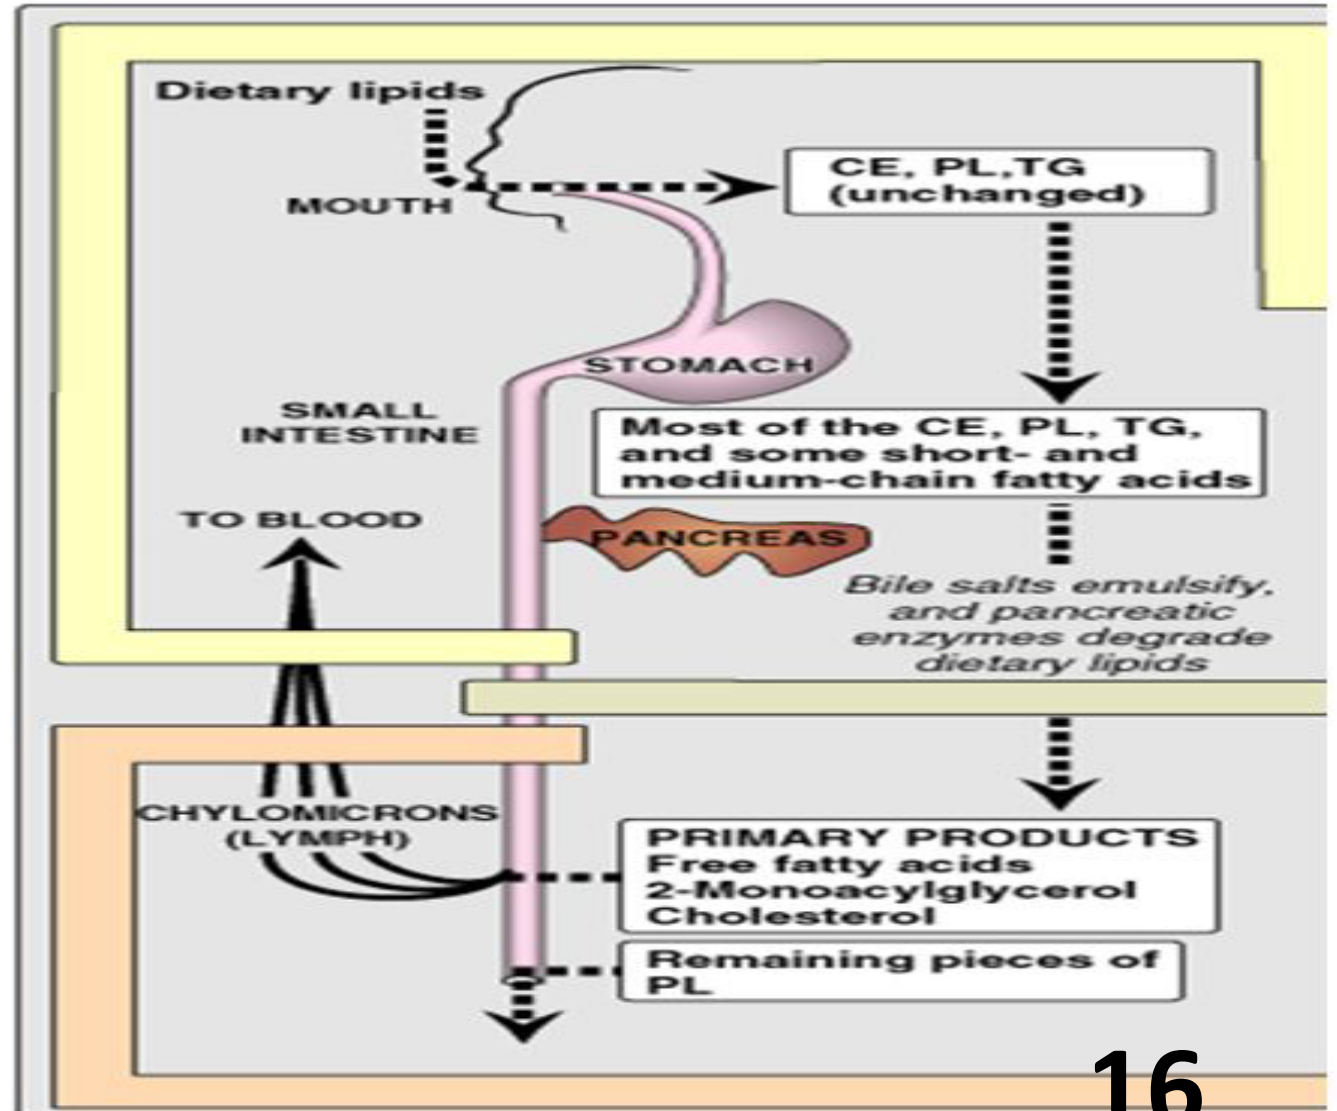 Dietary lipids
MOUTH
CE, PL,TG
(unchanged)
STOMACH
SMALL
INTESTINE
Most of the CE, PL, TG,
and some short- and
medium-chain fatty acids
TO BLOOD
PANCREAS
Bile salts emulsify,
and pancreatic
enzymes degrade
dietary lipids
CHYLOMICRONS
(LYMPH)
PRIMARY PRODUCTS
Free fatty acids
2-Monoacylglycerol
Cholesterol
Remaining pieces of
PL
16